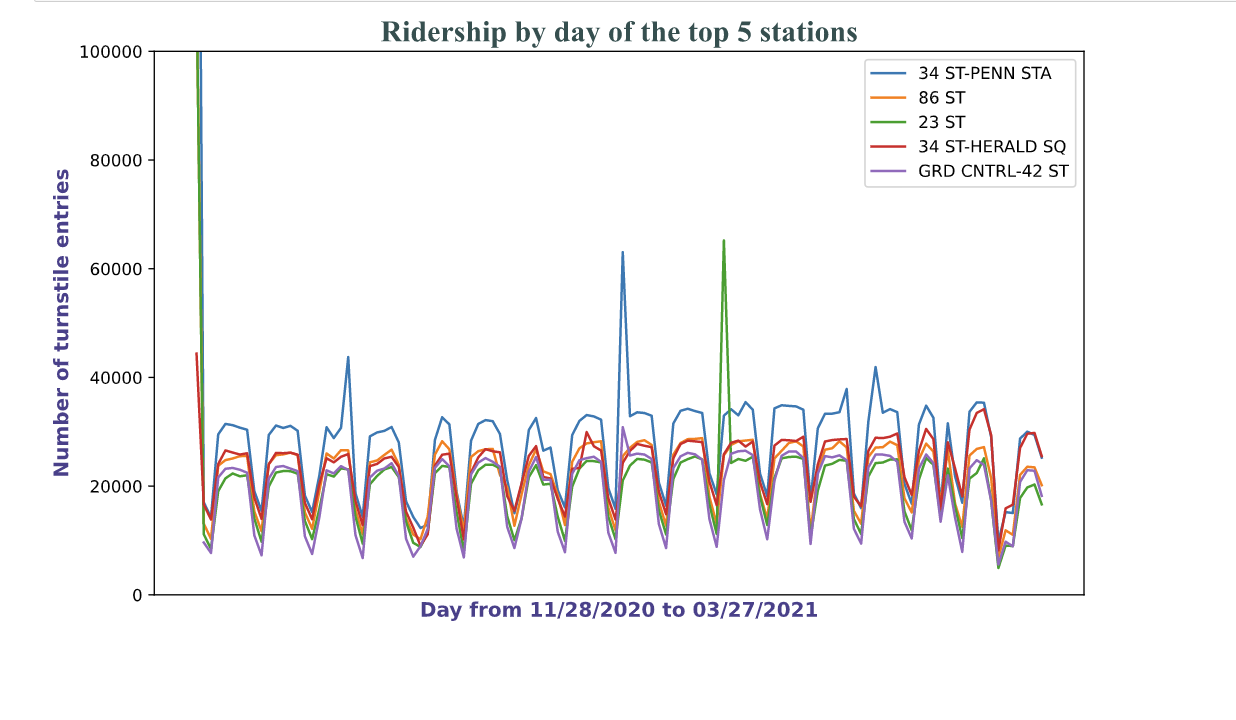 Ridership by day of the top 5 stations
100000
80000
60000
40000
20000
0
Number of turnstile entries
34 ST-PENN STA
86 ST
23 ST
34 ST-HERALD SQ
GRD CNTRL-42 ST
Day from 11/28/2020 to 03/27/2021